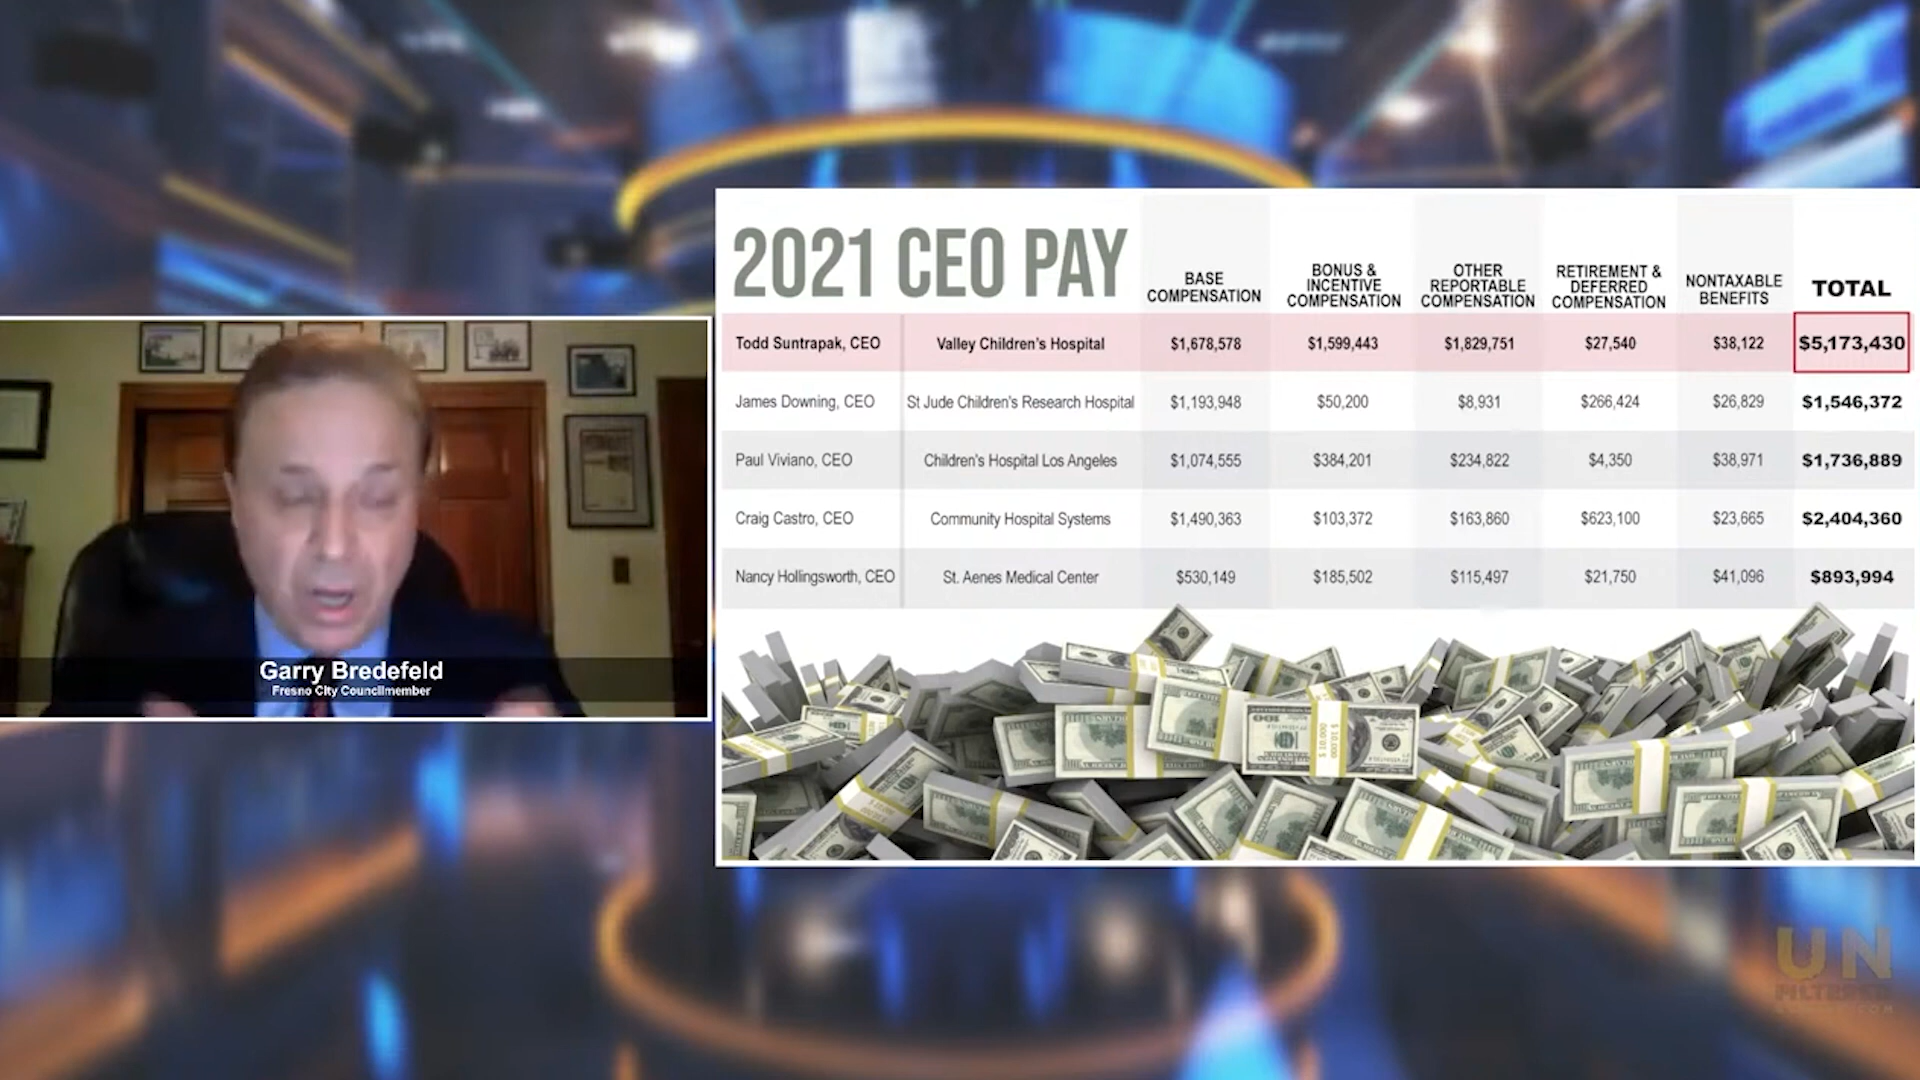 2021 CEO PAY
BASE
COMPENSATION
BONUS &
INCENTIVE
COMPENSATION
OTHER
REPORTABLE
COMPENSATION
RETIREMENT &
DEFERRED
COMPENSATION
NONTAXABLE
BENEFITS
TOTAL
Todd Suntrapak, CEO Valley Children's Hospital $1,678,578 $1,599,443 $1,829,751 $27,540 $38,122 $5,173,430
James Downing, CEO St Jude Children's Research Hospital $1,193,948 $50,200 $8,931 $266,424 $26,829 $1,546,372
Paul Viviano, CEO Children's Hospital Los Angeles $1,074,555 $384,201 $234,822 $4,350 $38,971 $1,736,889
Craig Castro, CEO Community Hospital Systems $1,490,363 $103,372 $163,860 $623,100 $23,665 $2,404,360
Nancy Hollingsworth, CEO St. Aenes Medical Center $530,149 $185,502 $115,497 $21,750 $41,096 $893,994
Garry Bredefeld
Fresno City Councilmember
UN
FILTERED